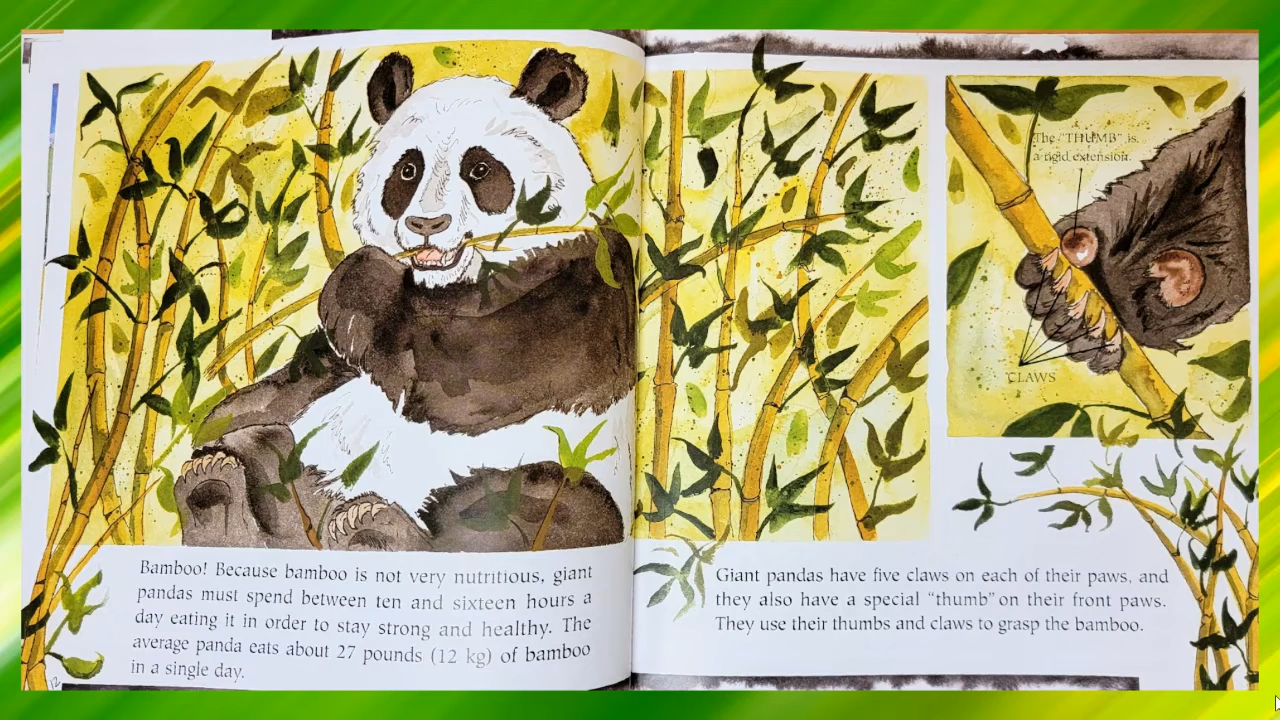 Bamboo! Because bamboo is not very nutritious, giant
pandas must spend between ten and sixteen hours a
day eating it in order to stay strong and healthy. The
average panda eats about 27 pounds (12 kg) of bamboo
in a single day.
12
The "THUMB" is
a rigid extension.
CLAWS
Giant pandas have five claws on each of their paws, and
they also have a special “thumb” on their front paws.
They use their thumbs and claws to grasp the bamboo.